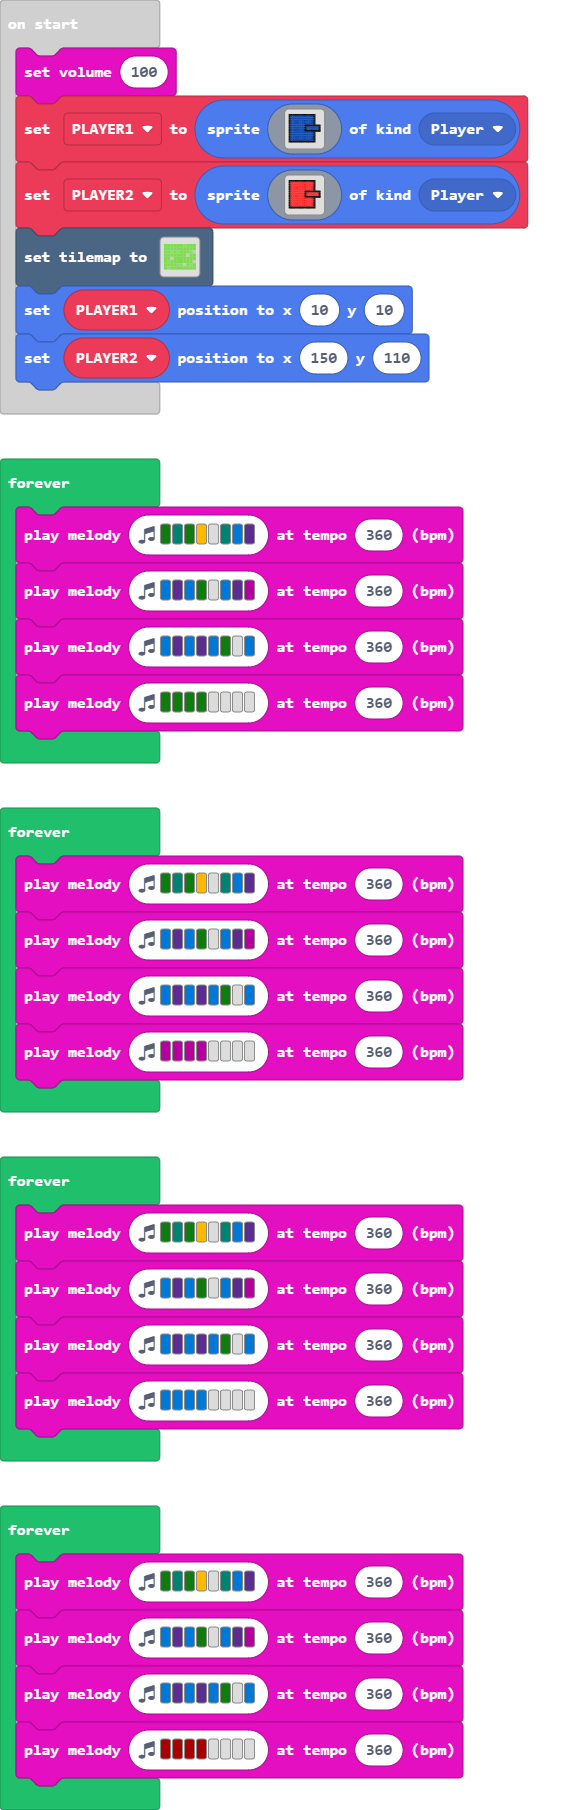 on start
set volume 100
set PLAYER1 to sprite of kind Player
set PLAYER2 to sprite of kind Player
set tilemap to
set PLAYER1 position to x 10 y 10
set PLAYER2 position to x 150 y 110
forever
play melody at tempo 360 (bpm)
play melody at tempo 360 (bpm)
play melody at tempo 360 (bpm)
play melody at tempo 360 (bpm)
forever
play melody at tempo 360 (bpm)
play melody at tempo 360 (bpm)
play melody at tempo 360 (bpm)
play melody at tempo 360 (bpm)
forever
play melody at tempo 360 (bpm)
play melody at tempo 360 (bpm)
play melody at tempo 360 (bpm)
play melody at tempo 360 (bpm)
forever
play melody at tempo 360 (bpm)
play melody at tempo 360 (bpm)
play melody at tempo 360 (bpm)
play melody at tempo 360 (bpm)